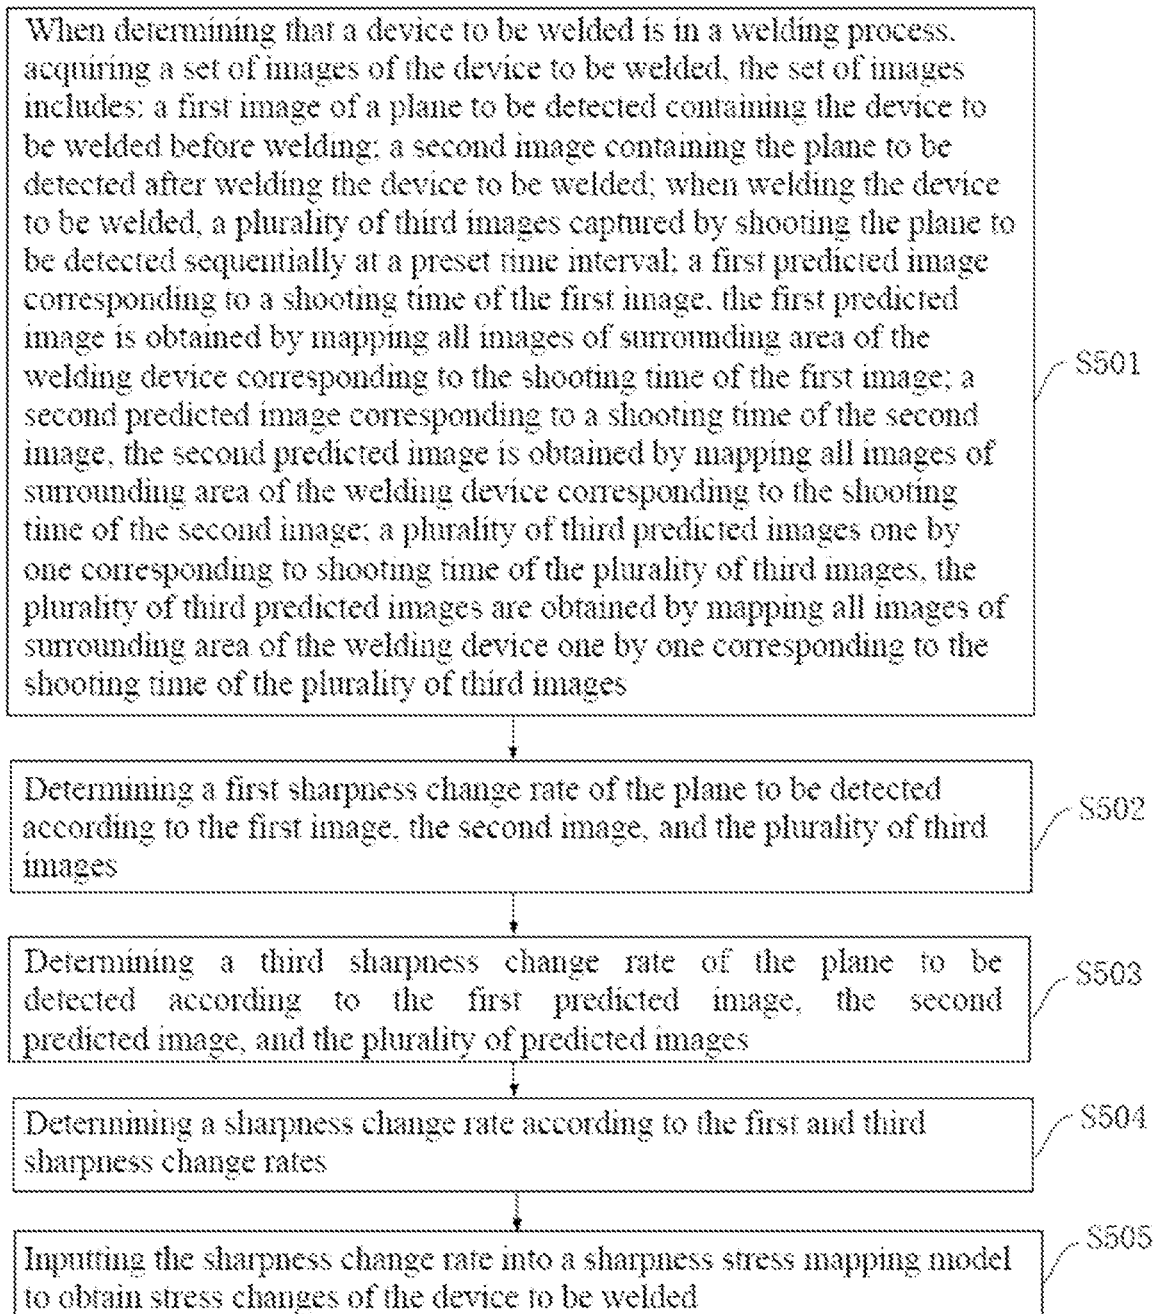 When determining that a device to be welded is in a welding process,
acquiring a set of images of the device to be welded, the set of images
includes: a first image of a plane to be detected containing the device to
be welded before welding; a second image containing the plane to be
detected after welding the device to be welded; when welding the device
to be welded, a plurality of third images captured by shooting the plane to
be detected sequentially at a preset time interval; a first predicted image
corresponding to a shooting time of the first image, the first predicted
image is obtained by mapping all images of surrounding area of the
welding device corresponding to the shooting time of the first image; a
second predicted image corresponding to a shooting time of the second
image, the second predicted image is obtained by mapping all images of
surrounding area of the welding device corresponding to the shooting
time of the second image; a plurality of third predicted images one by
one corresponding to shooting time of the plurality of third images, the
plurality of third predicted images are obtained by mapping all images of
surrounding area of the welding device one by one corresponding to the
shooting time of the plurality of third images
S501
Determining a first sharpness change rate of the plane to be detected
according to the first image, the second image, and the plurality of third
images
S502
Determining a third sharpness change rate of the plane to be
detected according to the first predicted image, the second
predicted image, and the plurality of predicted images
S503
Determining a sharpness change rate according to the first and third
sharpness change rates
S504
Inputting the sharpness change rate into a sharpness stress mapping model
to obtain stress changes of the device to be welded
S505